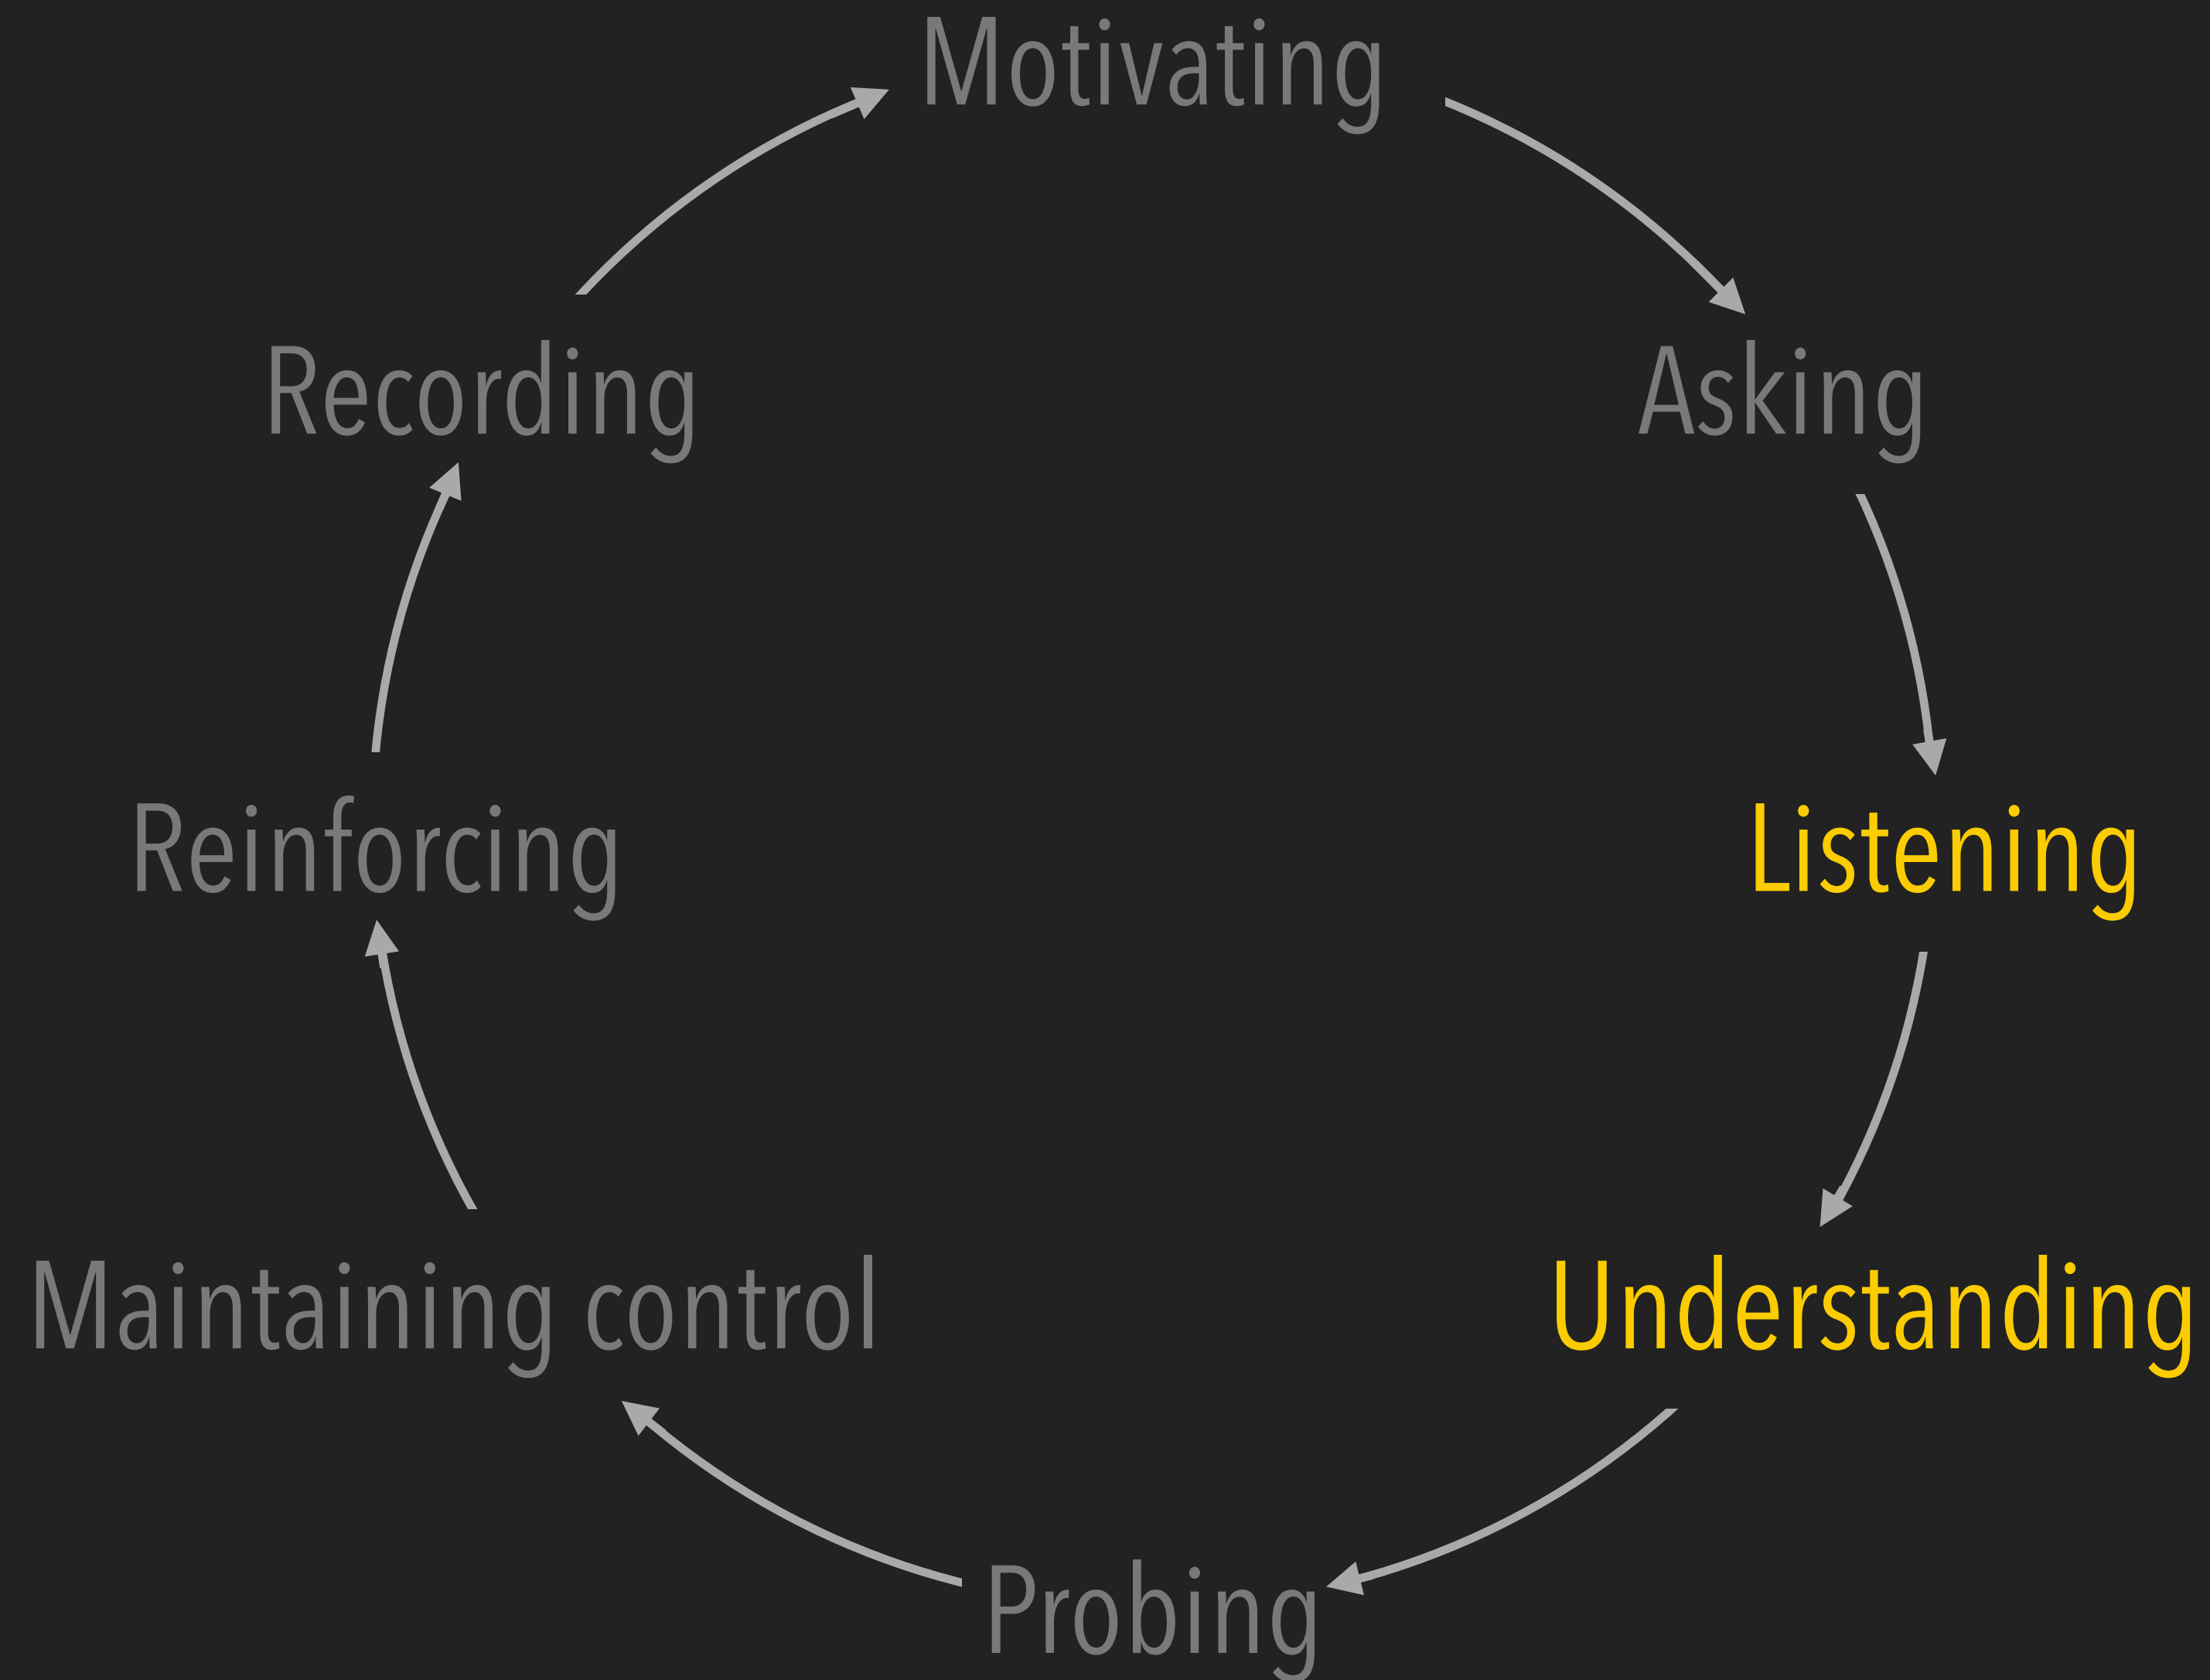 Motivating
Recording
Asking
Reinforcing
Listening
Maintaining control
Understanding
Probing